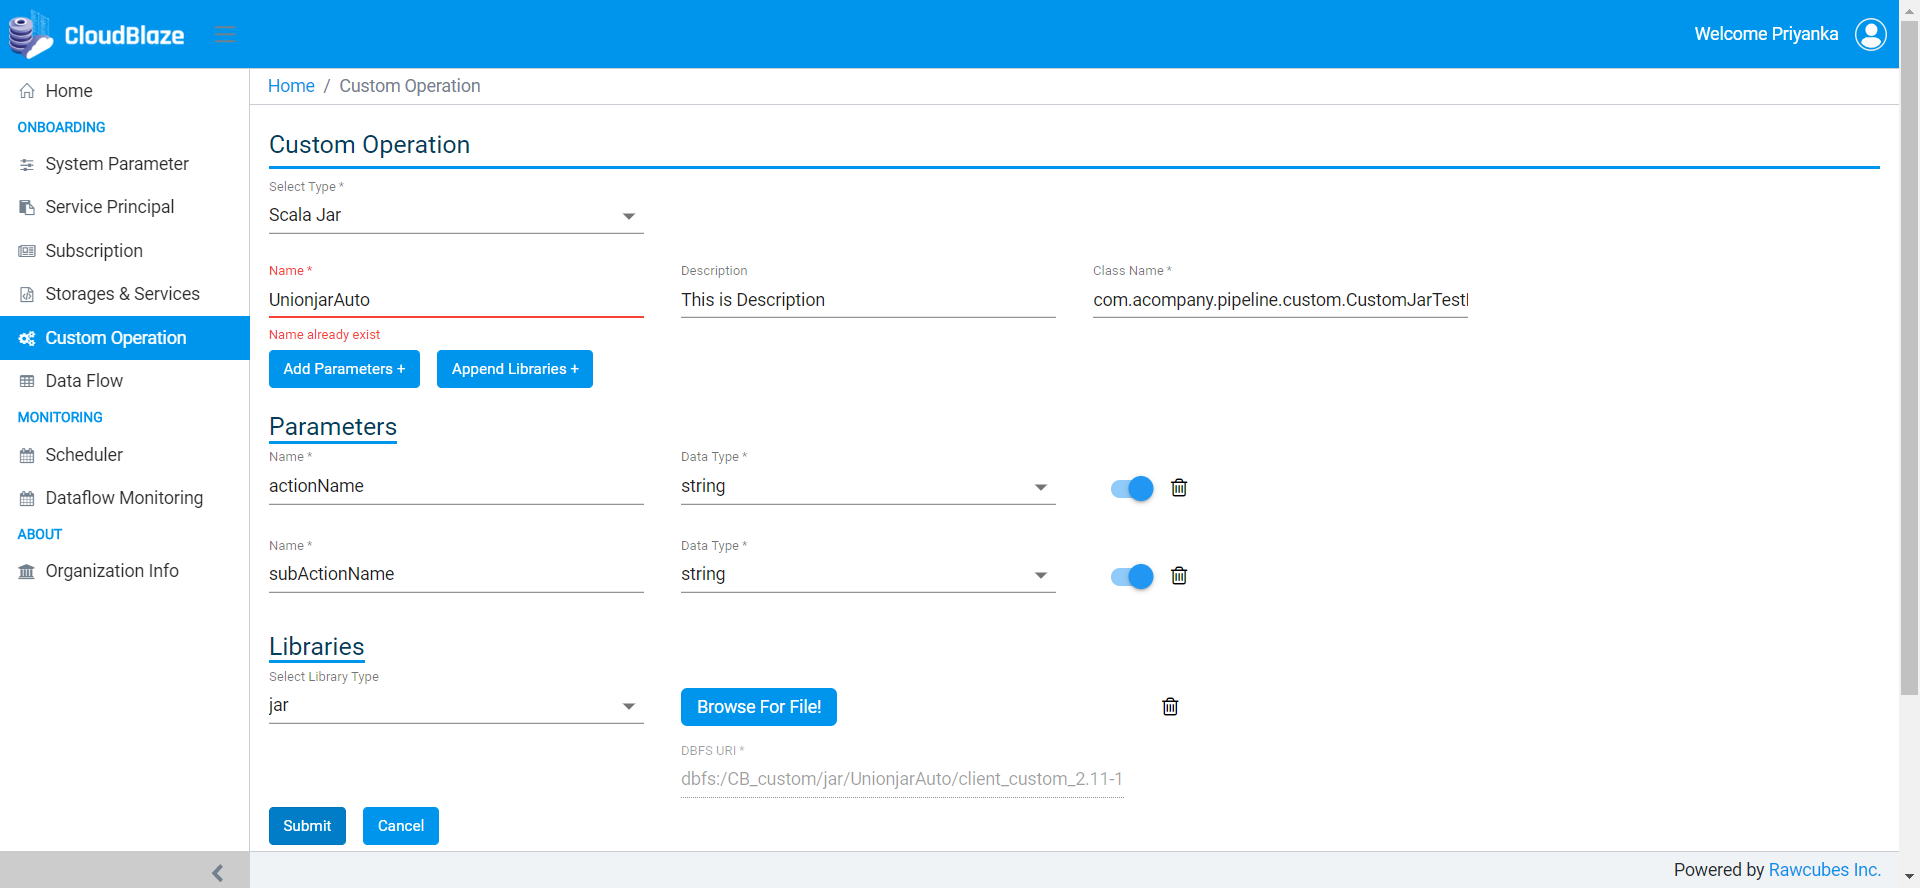 CloudBlaze
Welcome Priyanka
Home
ONBOARDING
System Parameter
Service Principal
Subscription
Storages & Services
Custom Operation
Data Flow
MONITORING
Scheduler
Dataflow Monitoring
ABOUT
Organization Info
Home / Custom Operation
Custom Operation
Select Type *
Scala Jar
Name *
UnionjarAuto
Name already exist
Description
This is Description
Class Name *
com.acompany.pipeline.custom.CustomJarTest
Add Parameters +
Append Libraries +
Parameters
Name *
actionName
Data Type *
string
Name *
subActionName
Data Type *
string
Libraries
Select Library Type
jar
Browse For File!
DBFS URI *
dbfs:/CB_custom/jar/UnionjarAuto/client_custom_2.11-1
Submit
Cancel
Powered by Rawcubes Inc.